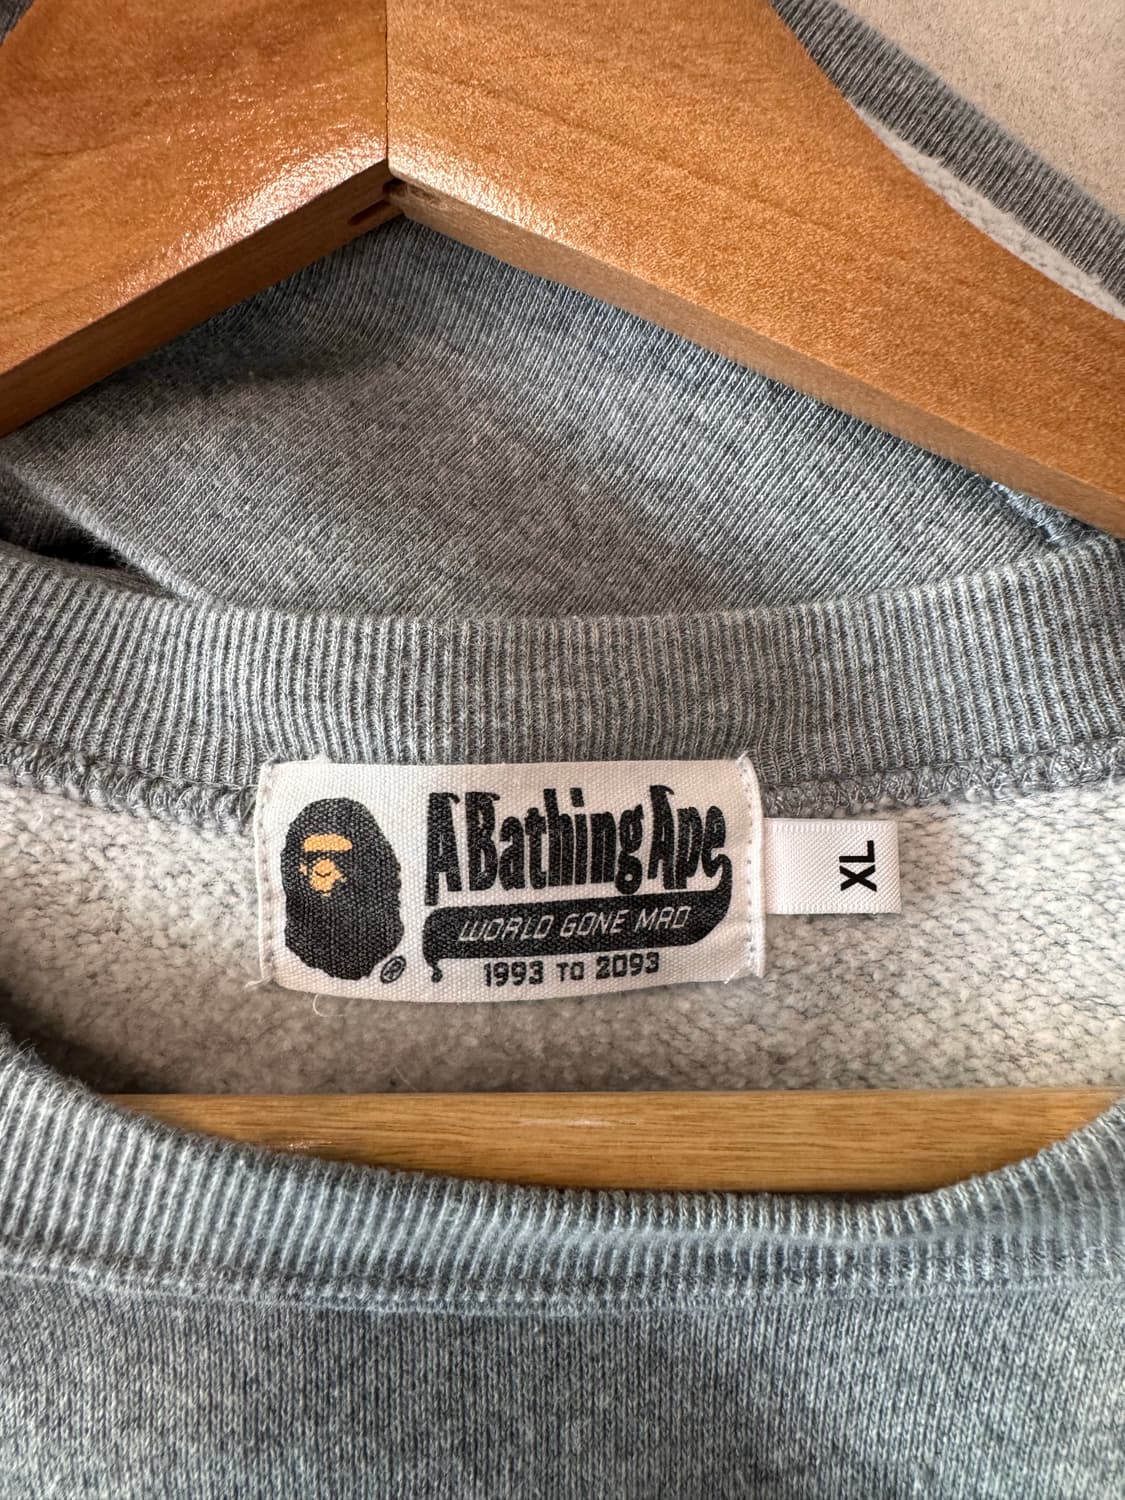 A Bathing Ape
WORLD GONE MAD
1993 TO 2093
®
XL